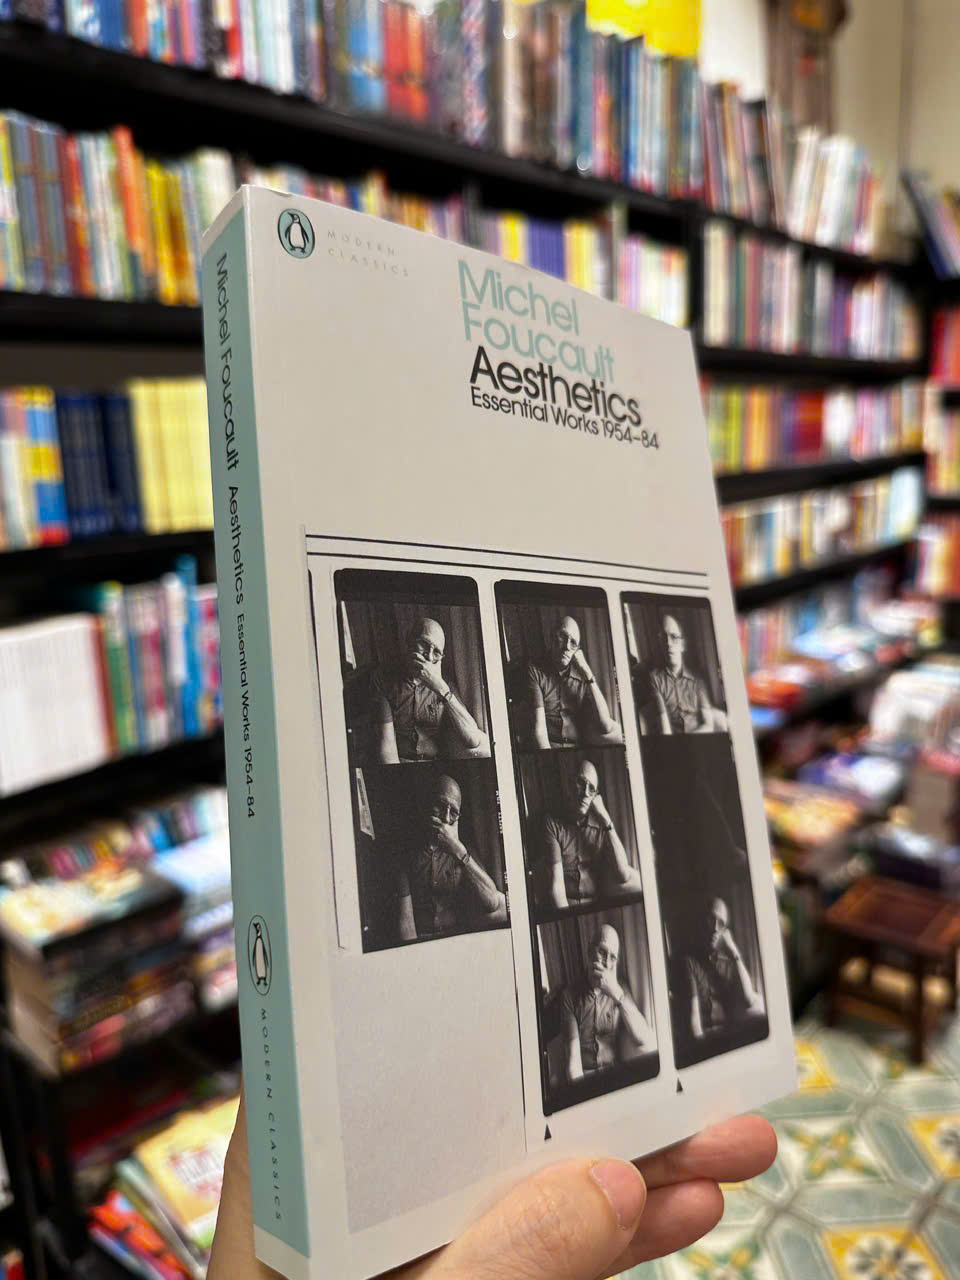 MODERN
CLASSICS
Michel
Foucault
Aesthetics
Essential Works 1954–84
Michel Foucault Aesthetics Essential Works 1954–84
MODERN CLASSICS